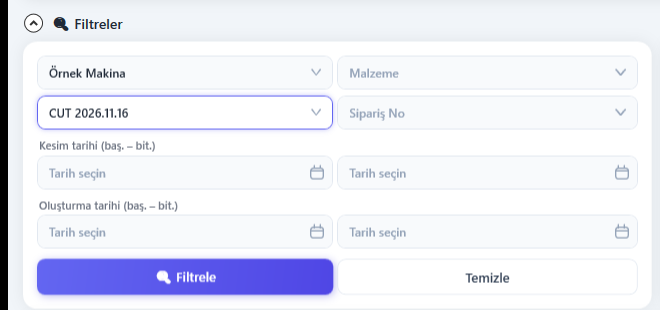 Filtreler
Örnek Makina
Malzeme
CUT 2026.11.16
Sipariş No
Kesim tarihi (baş. – bit.)
Tarih seçin
Tarih seçin
Oluşturma tarihi (baş. – bit.)
Tarih seçin
Tarih seçin
Filtrele
Temizle